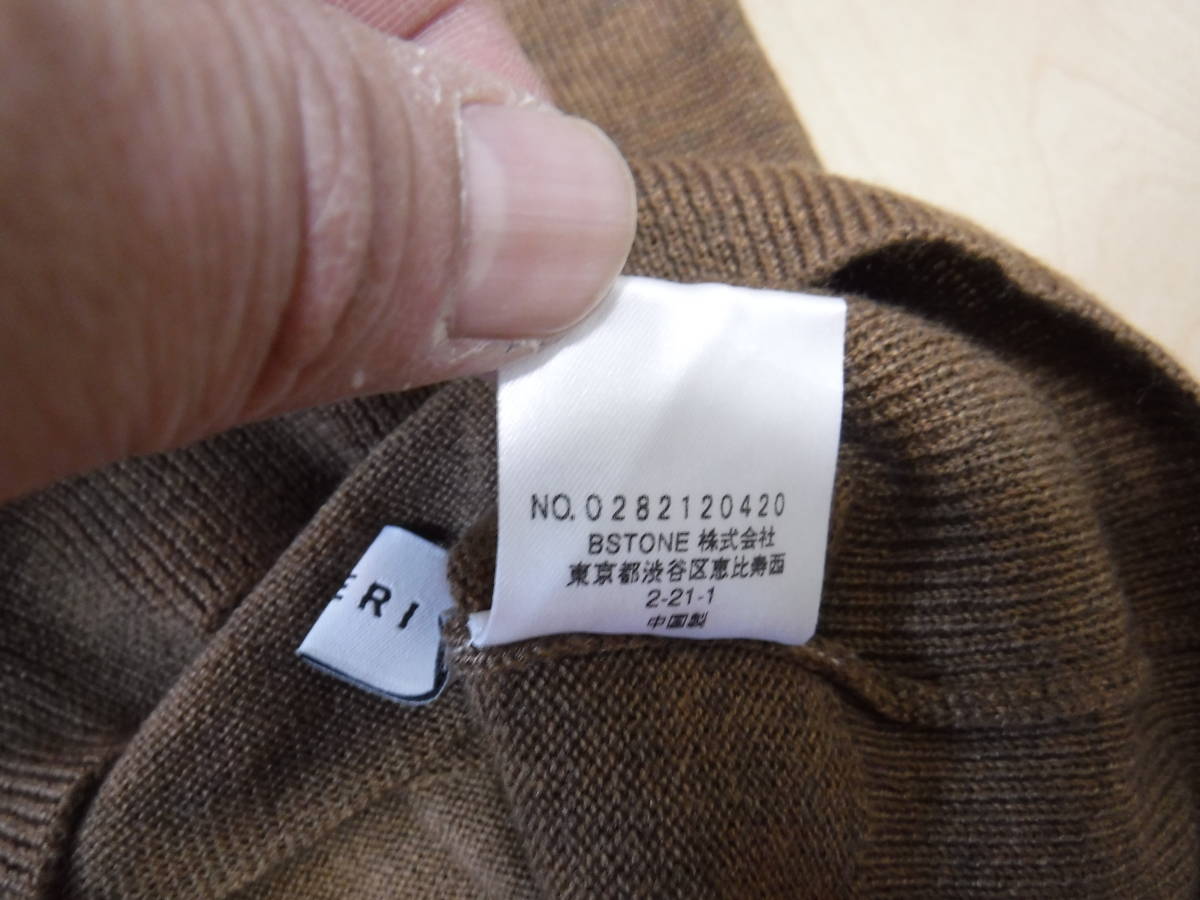 NO. 0282120420
BSTONE 株式会社
東京都渋谷区恵比寿西
2-21-1
中国製
ERI